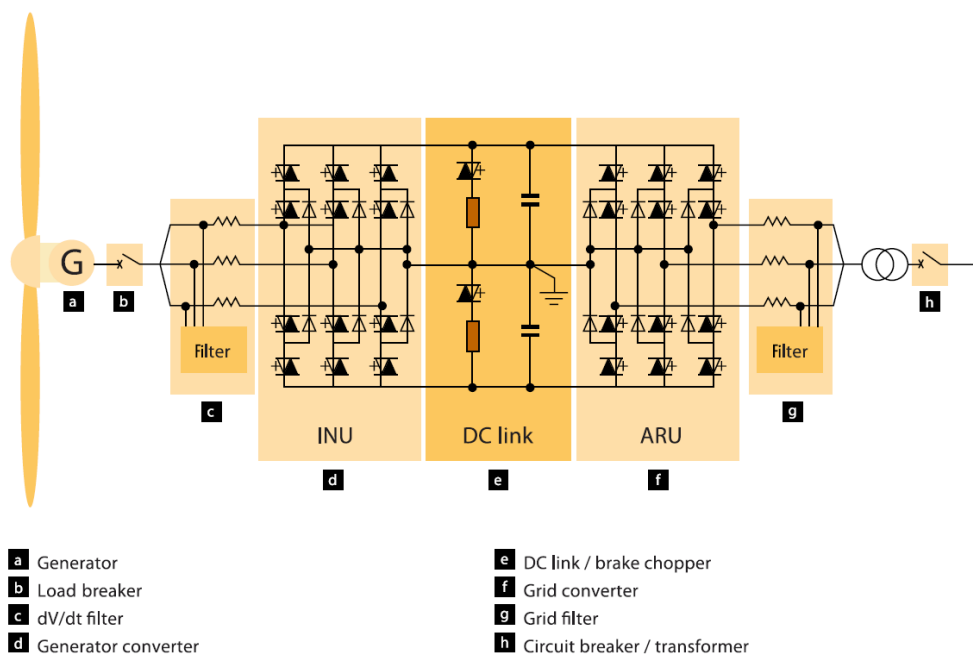 G
a
b
Filter
c
INU
d
DC link
e
ARU
f
Filter
g
h
a Generator
b Load breaker
c dV/dt filter
d Generator converter
e DC link / brake chopper
f Grid converter
g Grid filter
h Circuit breaker / transformer